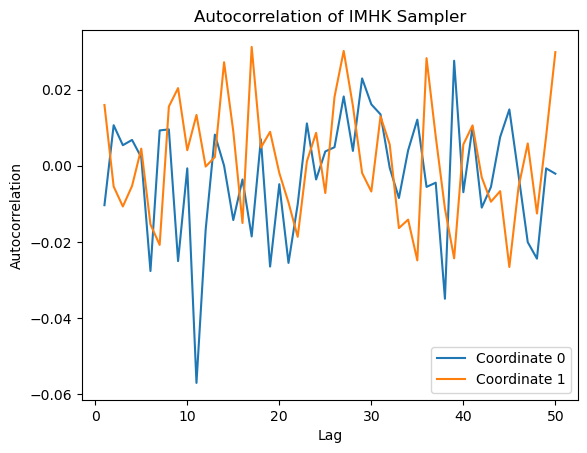 Autocorrelation of IMHK Sampler
Autocorrelation
0.02
0.00
−0.02
−0.04
−0.06
0
10
20
30
40
50
Lag
Coordinate 0
Coordinate 1